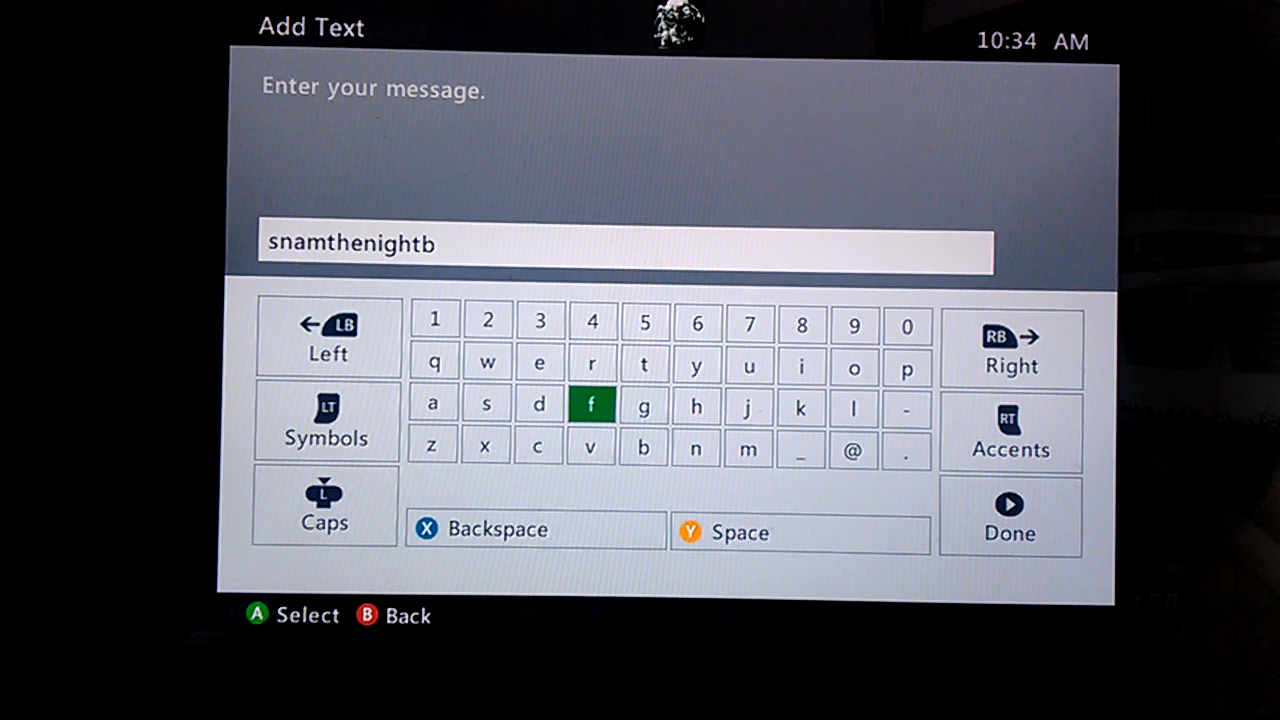 Add Text
10:34 AM
Enter your message.
snamthenightb
LB
Left
1 2 3 4 5 6 7 8 9 0
RB
Right
q w e r t y u i o p
LT
Symbols
a s d f g h j k l -
RT
Accents
z x c v b n m _ @ .
L
Caps
X Backspace
Y Space
Done
A Select B Back